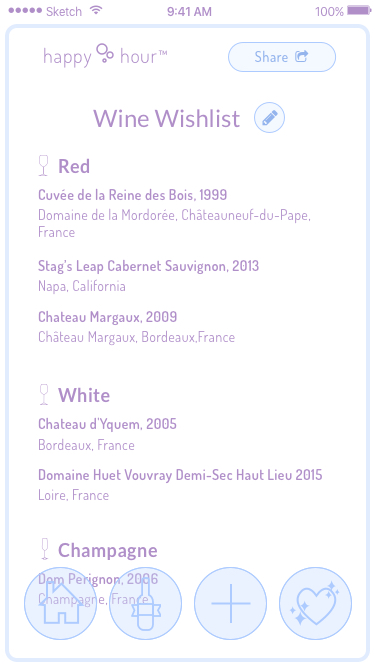 Sketch 9:41 AM 100%
happy hour™ Share
Wine Wishlist
Red
Cuvée de la Reine des Bois, 1999
Domaine de la Mordorée, Châteauneuf-du-Pape,
France
Stag's Leap Cabernet Sauvignon, 2013
Napa, California
Chateau Margaux, 2009
Château Margaux, Bordeaux,France
White
Chateau d'Yquem, 2005
Bordeaux, France
Domaine Huet Vouvray Demi-Sec Haut Lieu 2015
Loire, France
Champagne
Dom Perignon, 2006
Champagne, France